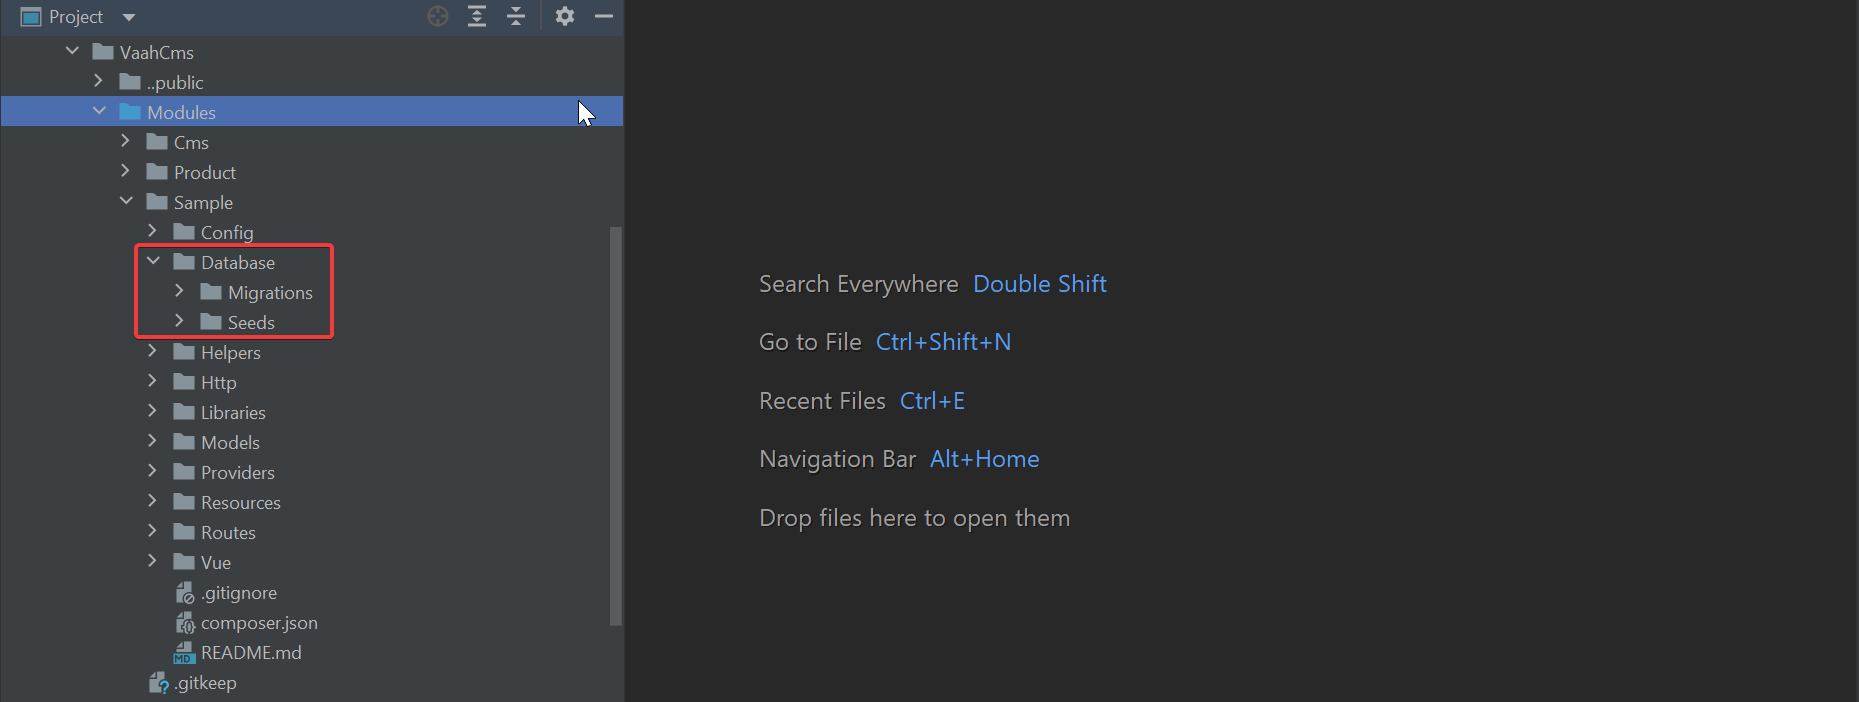 Project
VaahCms
..public
Modules
Cms
Product
Sample
Config
Database
Migrations
Seeds
Helpers
Http
Libraries
Models
Providers
Resources
Routes
Vue
.gitignore
composer.json
MD README.md
.gitkeep
Search Everywhere Double Shift
Go to File Ctrl+Shift+N
Recent Files Ctrl+E
Navigation Bar Alt+Home
Drop files here to open them